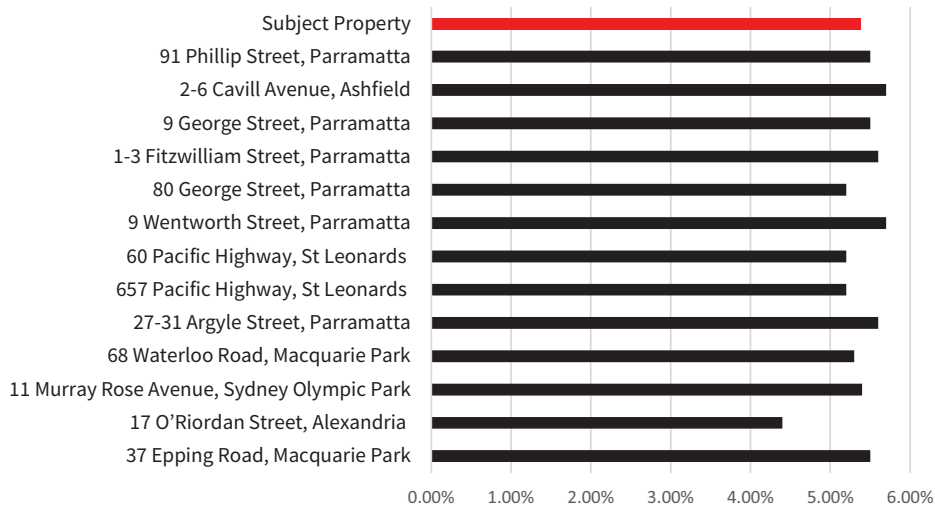 Subject Property
91 Phillip Street, Parramatta
2-6 Cavill Avenue, Ashfield
9 George Street, Parramatta
1-3 Fitzwilliam Street, Parramatta
80 George Street, Parramatta
9 Wentworth Street, Parramatta
60 Pacific Highway, St Leonards
657 Pacific Highway, St Leonards
27-31 Argyle Street, Parramatta
68 Waterloo Road, Macquarie Park
11 Murray Rose Avenue, Sydney Olympic Park
17 O’Riordan Street, Alexandria
37 Epping Road, Macquarie Park
0.00% 1.00% 2.00% 3.00% 4.00% 5.00% 6.00%